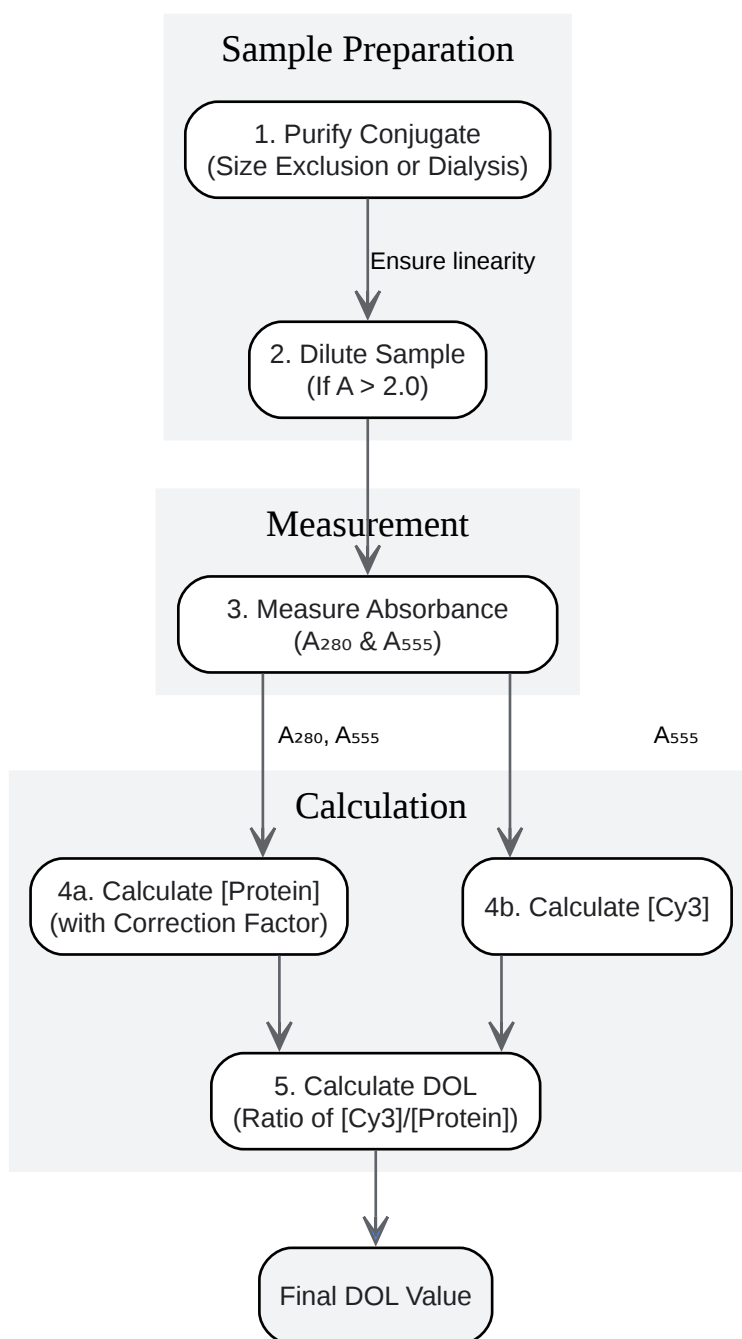 Sample Preparation
1. Purify Conjugate
(Size Exclusion or Dialysis)
Ensure linearity
2. Dilute Sample
(If A > 2.0)
Measurement
3. Measure Absorbance
(A₂₈₀ & A₅₅₅)
A₂₈₀, A₅₅₅
A₅₅₅
Calculation
4a. Calculate [Protein]
(with Correction Factor)
4b. Calculate [Cy3]
5. Calculate DOL
(Ratio of [Cy3]/[Protein])
Final DOL Value